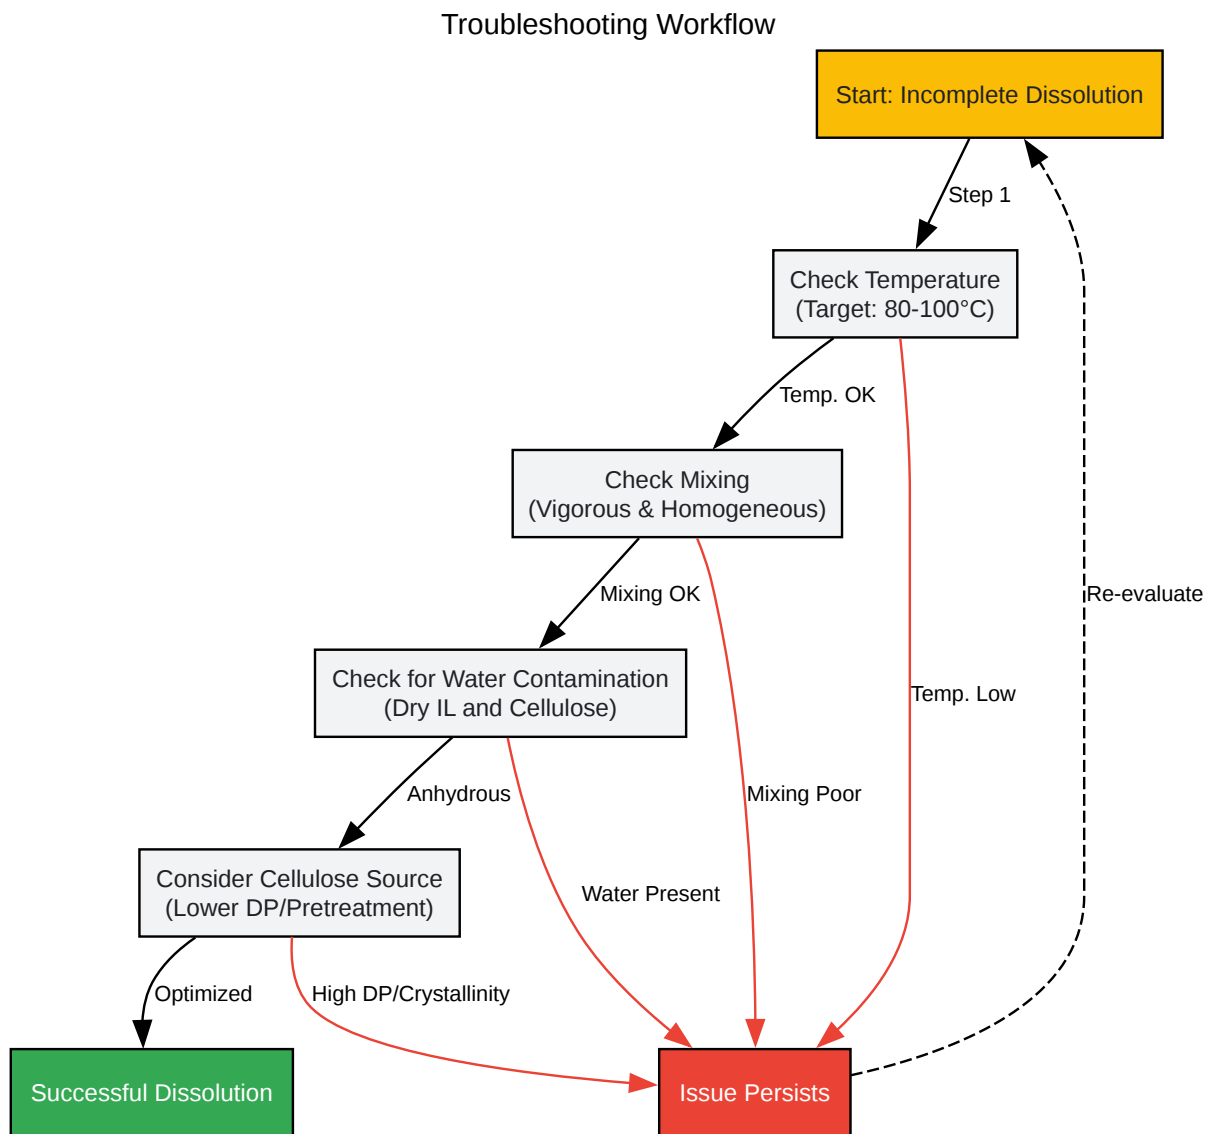 Troubleshooting Workflow
Start: Incomplete Dissolution
Step 1
Check Temperature
(Target: 80-100°C)
Temp. OK
Check Mixing
(Vigorous & Homogeneous)
Mixing OK
Re-evaluate
Check for Water Contamination
(Dry IL and Cellulose)
Temp. Low
Anhydrous
Mixing Poor
Consider Cellulose Source
(Lower DP/Pretreatment)
Water Present
Optimized
High DP/Crystallinity
Successful Dissolution
Issue Persists